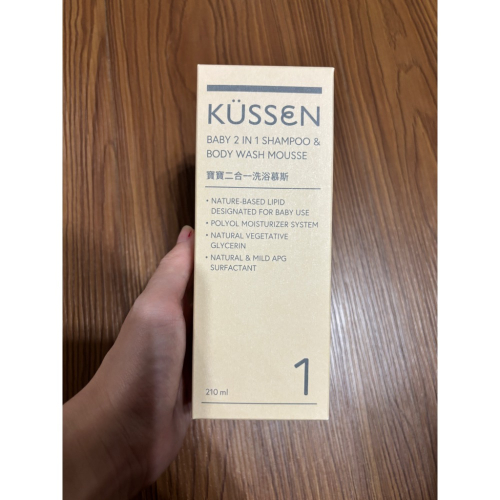 KÜSSEN
BABY 2 IN 1 SHAMPOO &
BODY WASH MOUSSE
寶寶二合一洗浴慕斯
• NATURE-BASED LIPID
DESIGNATED FOR BABY USE
• POLYOL MOISTURIZER SYSTEM
• NATURAL VEGETATIVE
GLYCERIN
• NATURAL & MILD APG
SURFACTANT
210 ml
1